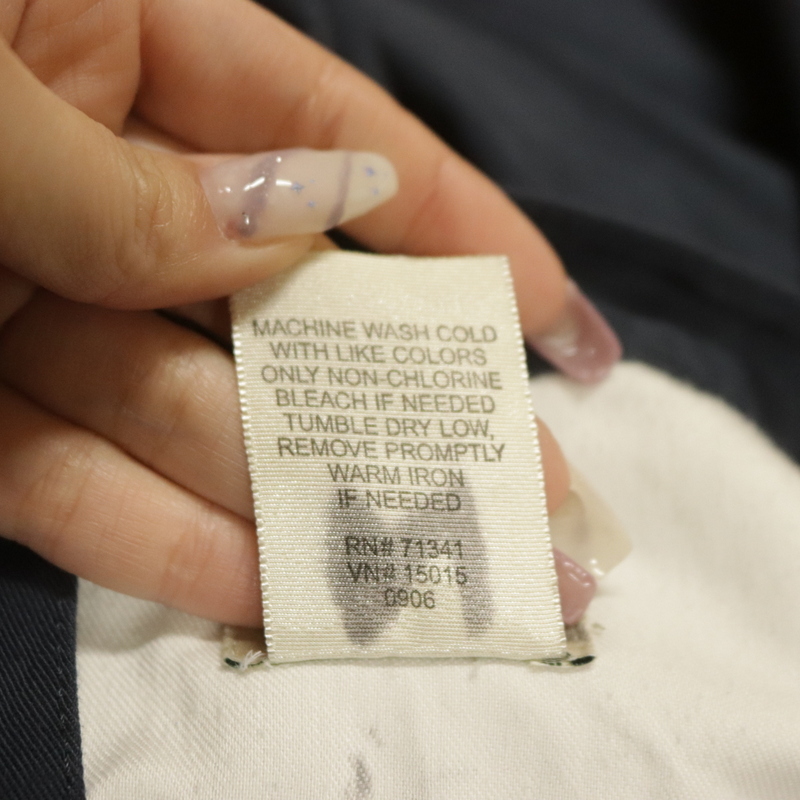 MACHINE WASH COLD
WITH LIKE COLORS
ONLY NON-CHLORINE
BLEACH IF NEEDED
TUMBLE DRY LOW,
REMOVE PROMPTLY
WARM IRON
IF NEEDED
RN# 71341
VN# 15015
0906